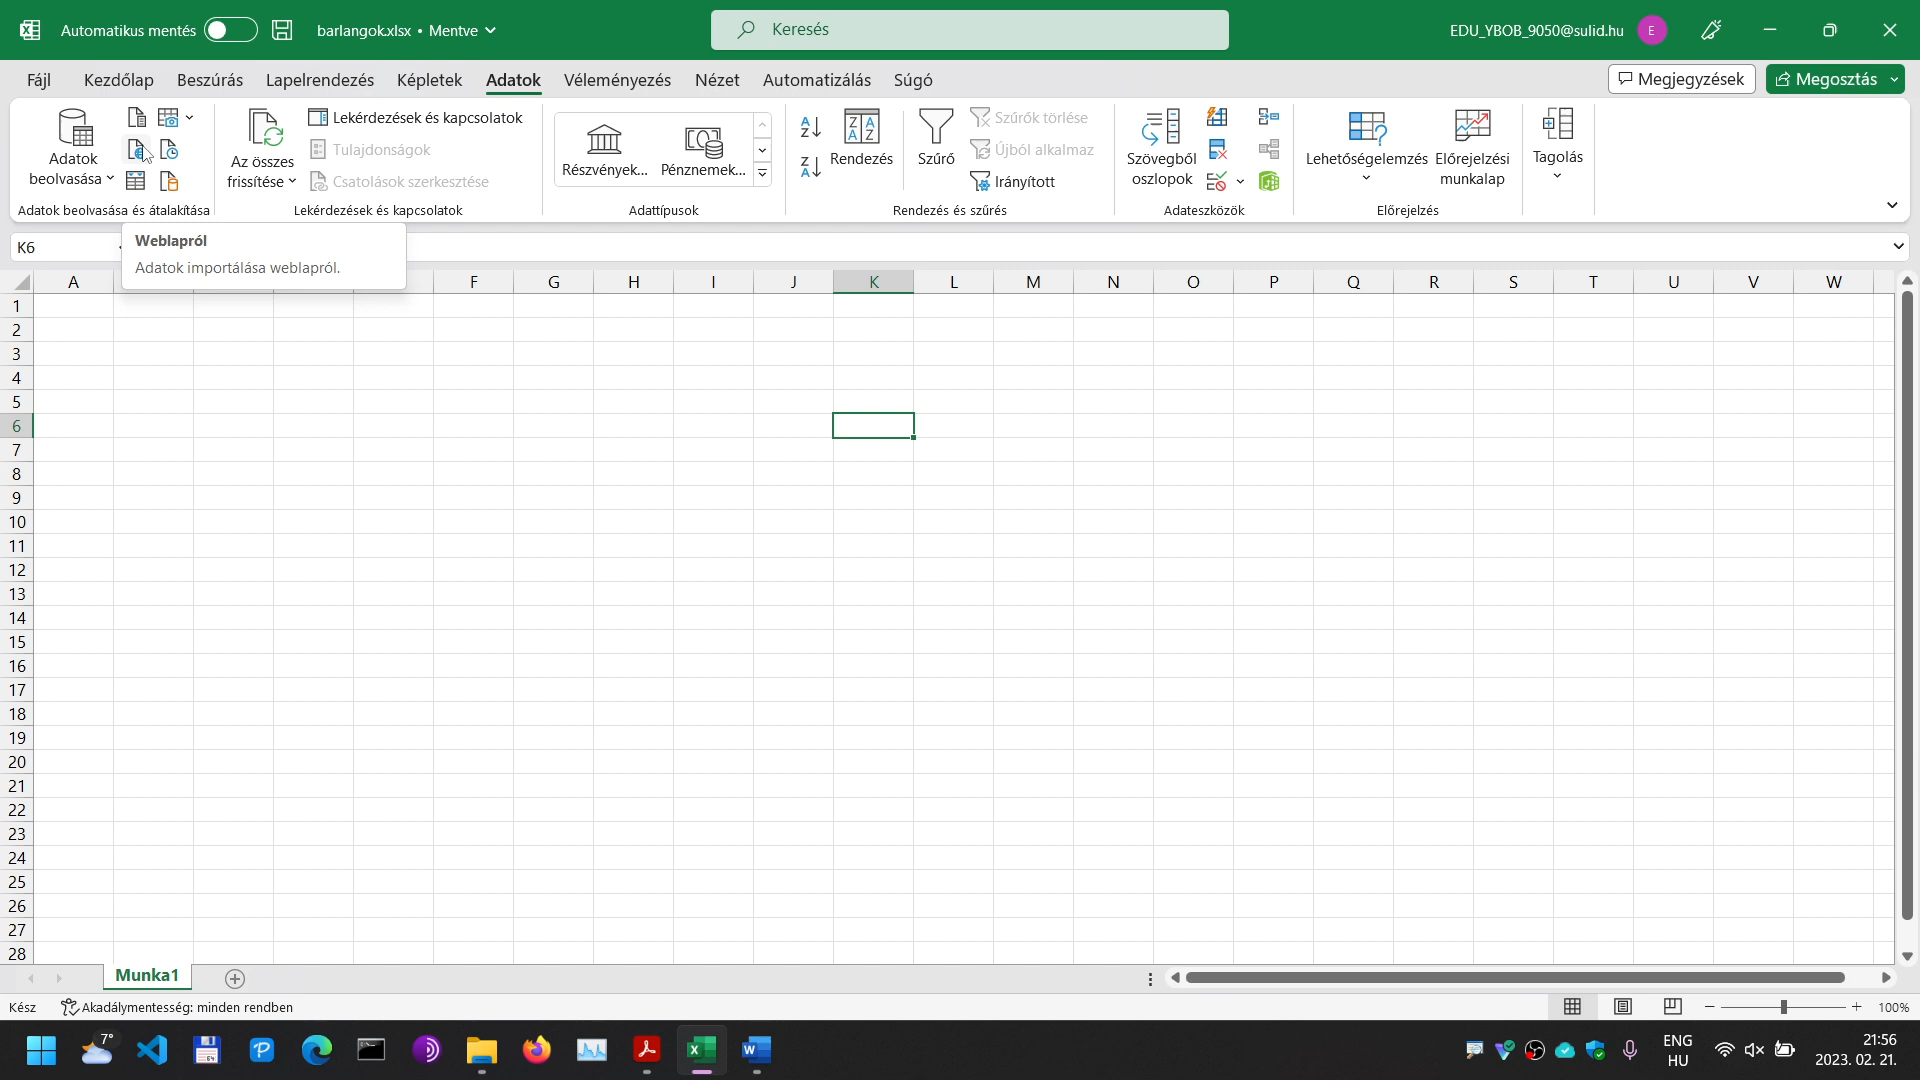 Automatikus mentés
barlangok.xlsx • Mentve
Keresés
EDU_YBOB_9050@sulid.hu
E
Fájl
Kezdőlap
Beszúrás
Lapelrendezés
Képletek
Adatok
Véleményezés
Nézet
Automatizálás
Súgó
Megjegyzések
Megosztás
Adatok
beolvasása
Adatok beolvasása és átalakítása
Az összes
frissítése
Lekérdezések és kapcsolatok
Tulajdonságok
Csatolások szerkesztése
Lekérdezések és kapcsolatok
Részvények...
Pénznemek...
Adattípusok
Rendezés
Szűrő
Szűrők törlése
Újból alkalmaz
Irányított
Rendezés és szűrés
Szövegből
oszlopok
Adateszközök
Lehetőségelemzés
Előrejelzési
munkalap
Előrejelzés
Tagolás
K6
Weblapról
Adatok importálása weblapról.
A F G H I J K L M N O P Q R S T U V W
1
2
3
4
5
6
7
8
9
10
11
12
13
14
15
16
17
18
19
20
21
22
23
24
25
26
27
28
Munka1
Kész
Akadálymentesség: minden rendben
100%
7°
ENG
HU
21:56
2023. 02. 21.